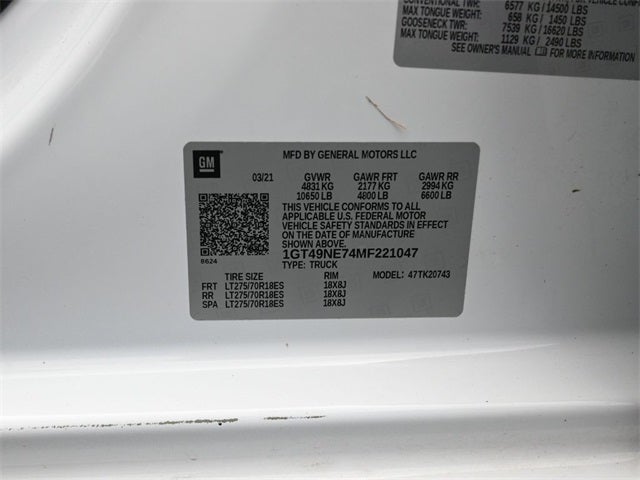 CONVENTIONAL TWR: 6577 KG/14500 LBS
MAX TONGUE WEIGHT: 658 KG/ 1450 LBS
GOOSENECK TWR: 7539 KG/16620 LBS
MAX TONGUE WEIGHT: 1129 KG/ 2490 LBS
SEE OWNER'S MANUAL FOR MORE INFORMATION
GM
MFD BY GENERAL MOTORS LLC
03/21 GVWR GAWR FRT GAWR RR
4831 KG 2177 KG 2994 KG
10650 LB 4800 LB 6600 LB
THIS VEHICLE CONFORMS TO ALL
APPLICABLE U.S. FEDERAL MOTOR
VEHICLE SAFETY STANDARDS IN EFFECT
ON THE DATE OF MANUFACTURE
SHOWN ABOVE.
1GT49NE74MF221047
8624 TYPE: TRUCK
TIRE SIZE RIM MODEL: 47TK20743
FRT LT275/70R18ES 18X8J
RR LT275/70R18ES 18X8J
SPA LT275/70R18ES 18X8J